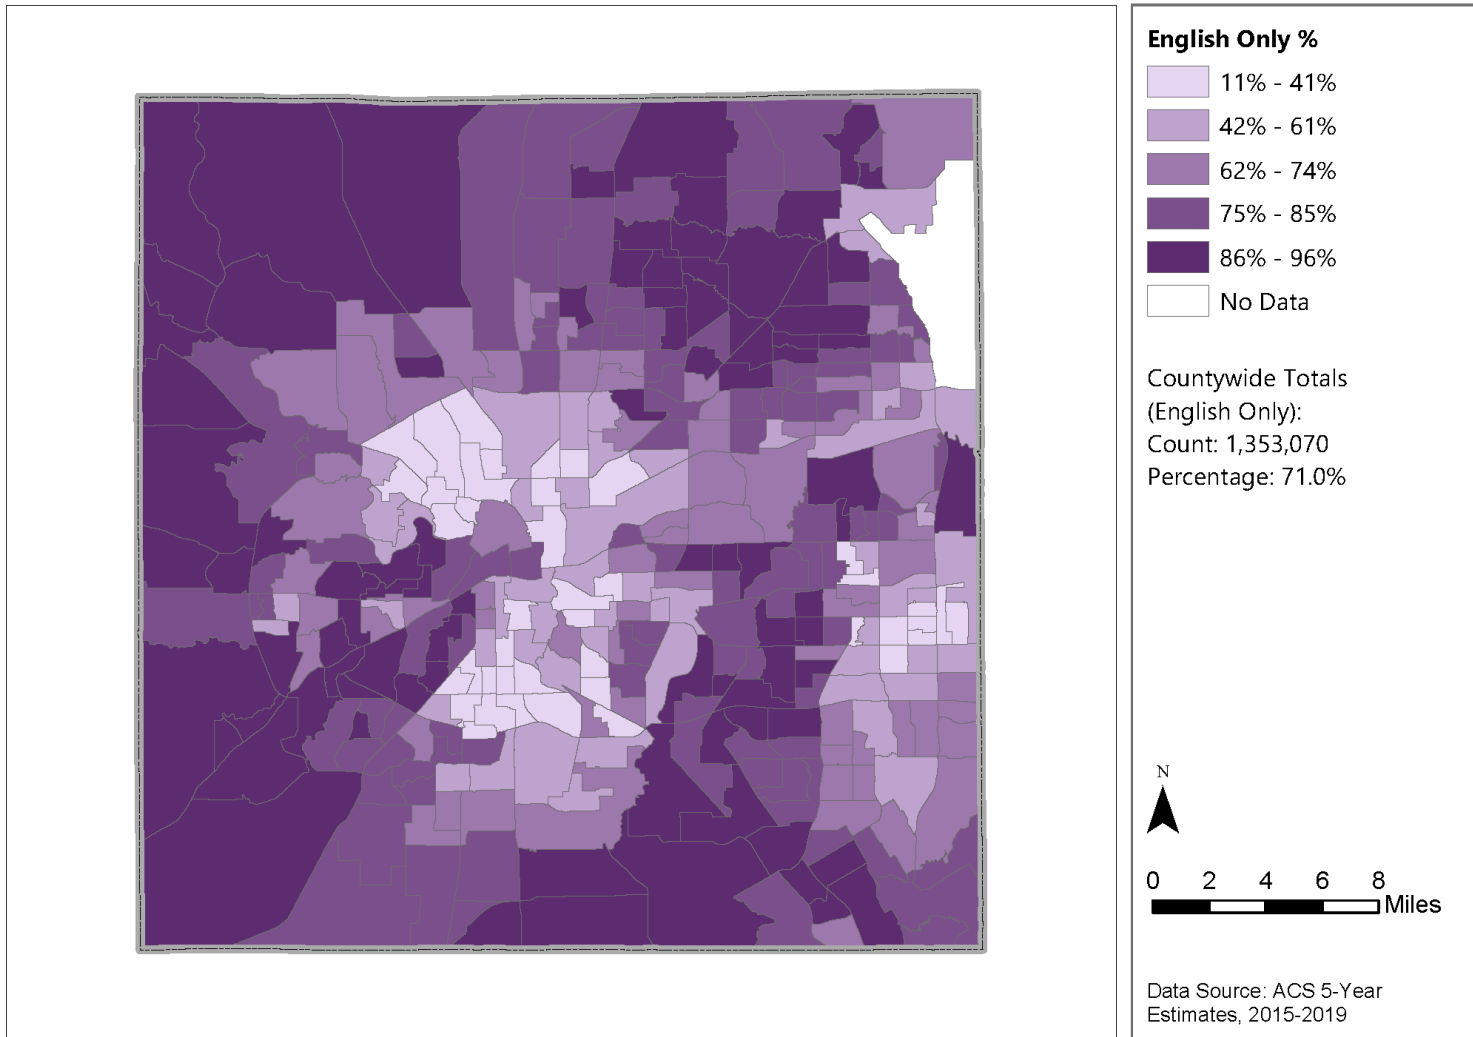 English Only %
11% - 41%
42% - 61%
62% - 74%
75% - 85%
86% - 96%
No Data
Countywide Totals
(English Only):
Count: 1,353,070
Percentage: 71.0%
N
0 2 4 6 8
Miles
Data Source: ACS 5-Year
Estimates, 2015-2019